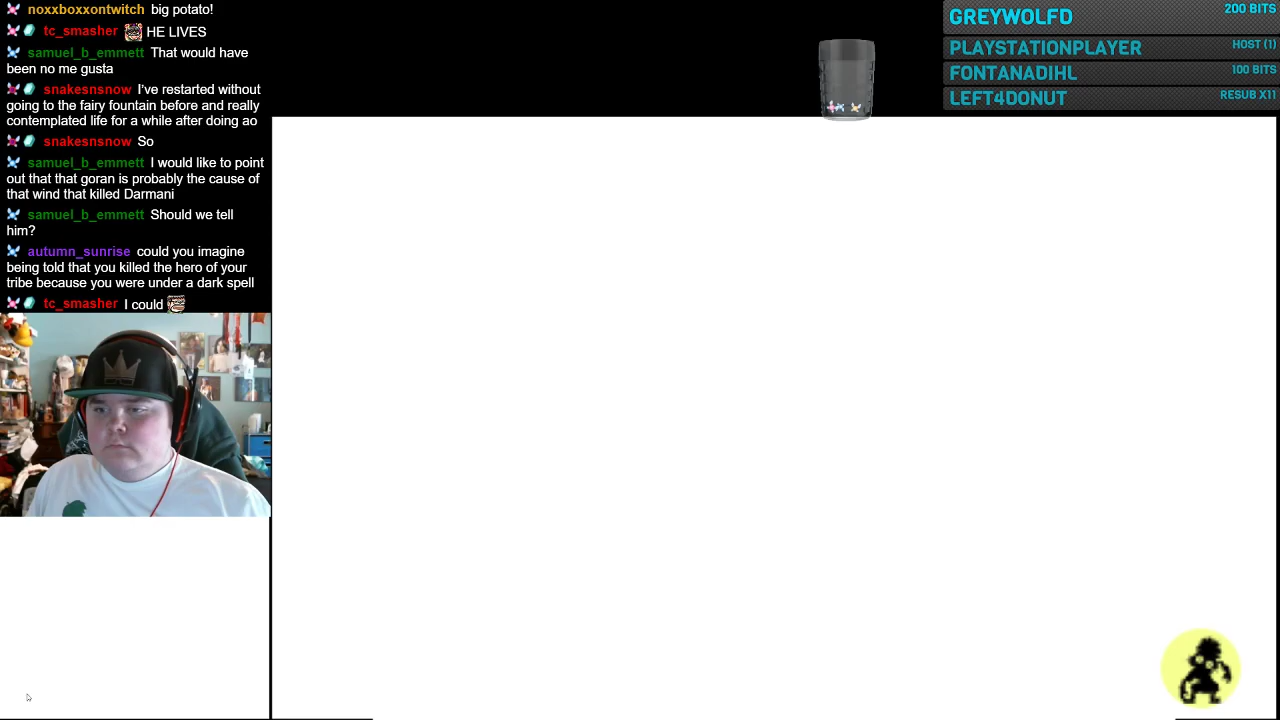 noxxboxxontwitch big potato!
tc_smasher HE LIVES
samuel_b_emmett That would have
been no me gusta
snakesnsnow I've restarted without
going to the fairy fountain before and really
contemplated life for a while after doing ao
snakesnsnow So
samuel_b_emmett I would like to point
out that that goran is probably the cause of
that wind that killed Darmani
samuel_b_emmett Should we tell
him?
autumn_sunrise could you imagine
being told that you killed the hero of your
tribe because you were under a dark spell
tc_smasher I could
GREYWOLFD 200 BITS
PLAYSTATIONPLAYER HOST (1)
FONTANADIHL 100 BITS
LEFT4DONUT RESUB X11